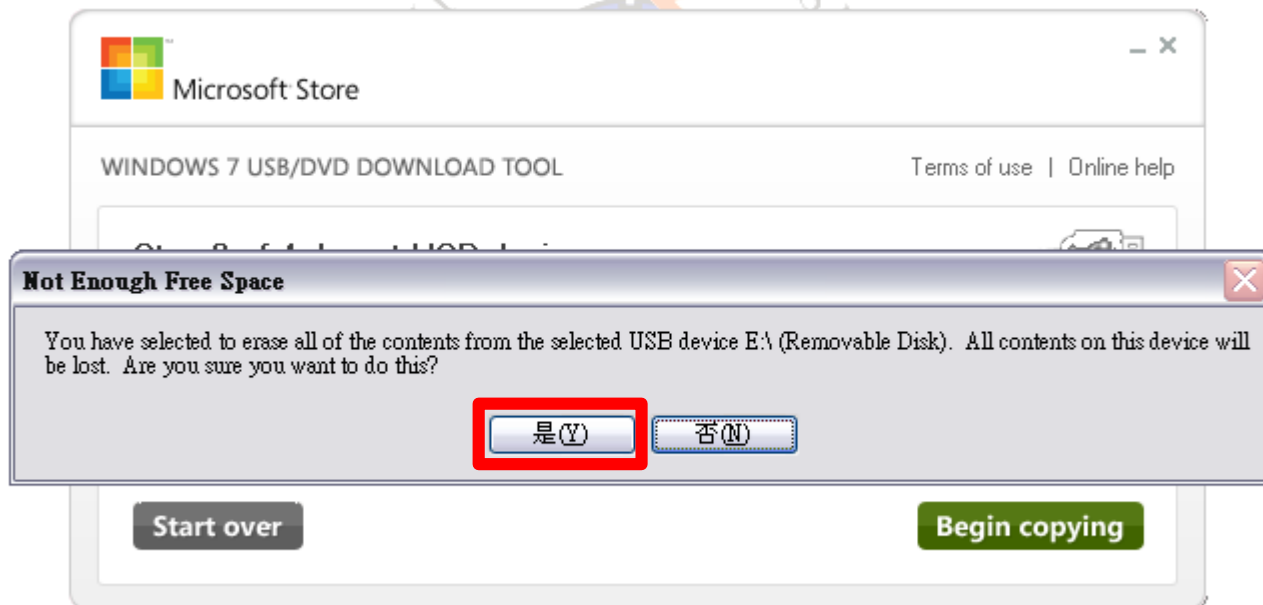 Microsoft Store
WINDOWS 7 USB/DVD DOWNLOAD TOOL
Terms of use | Online help
Not Enough Free Space
You have selected to erase all of the contents from the selected USB device E:\ (Removable Disk).  All contents on this device will
be lost.  Are you sure you want to do this?
是(Y)
否(N)
Start over
Begin copying